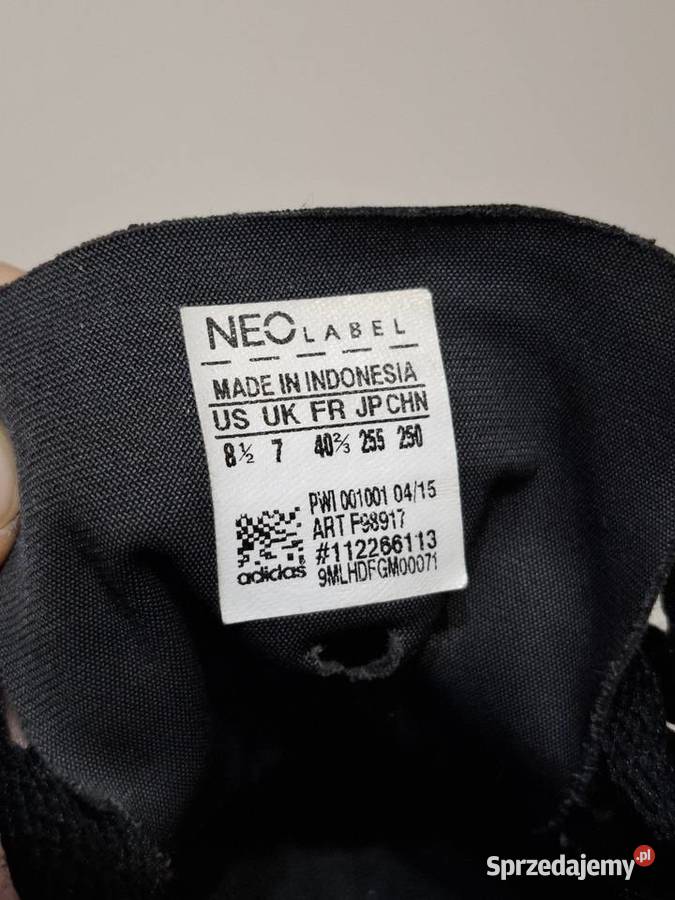 NEO LABEL
MADE IN INDONESIA
US UK FR JP CHN
8½ 7 40⅔ 255 250
PWI 001001 04/15
ART F98917
#112266113
9MLHDFGM00071
adidas
Sprzedajemy.pl